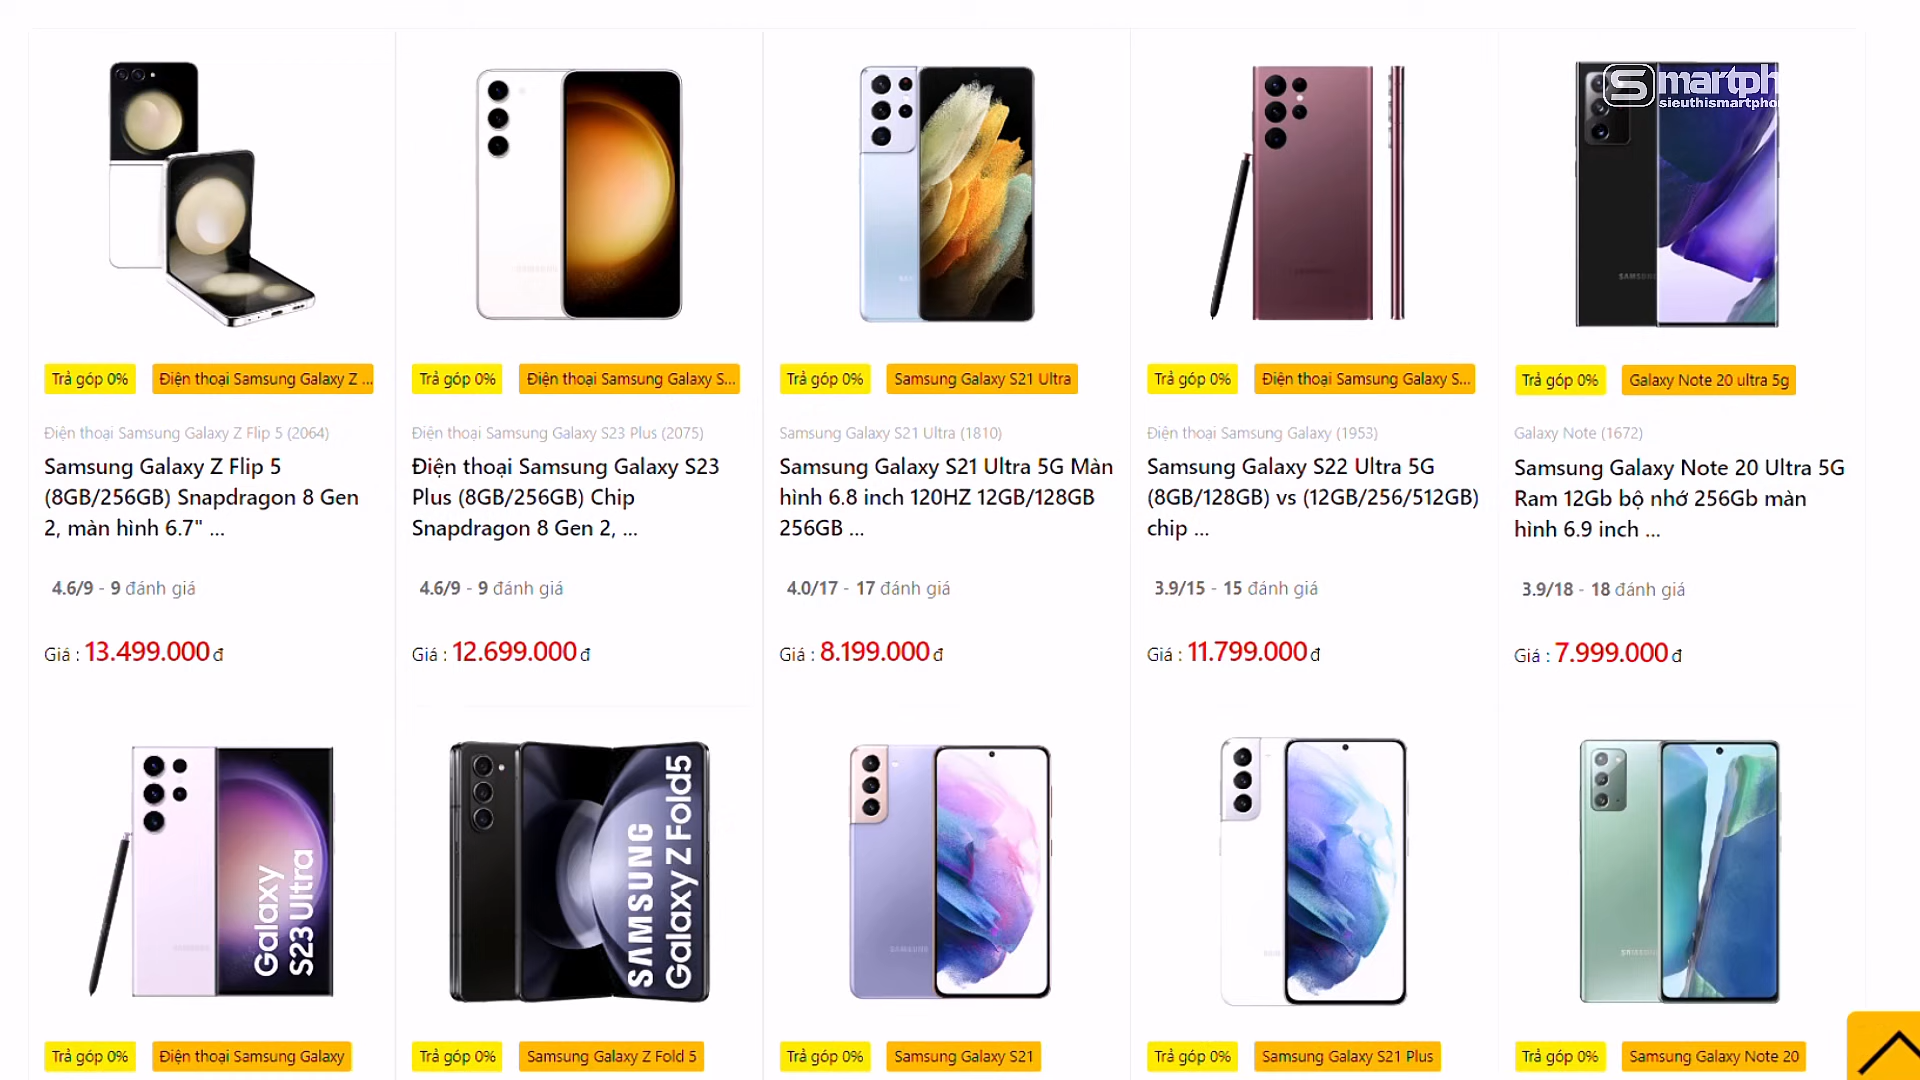 Smartph
sieuthismartpho
Trả góp 0% Điện thoại Samsung Galaxy Z ...
Điện thoại Samsung Galaxy Z Flip 5 (2064)
Samsung Galaxy Z Flip 5
(8GB/256GB) Snapdragon 8 Gen
2, màn hình 6.7" ...
4.6/9 - 9 đánh giá
Giá : 13.499.000 đ
Trả góp 0% Điện thoại Samsung Galaxy S...
Điện thoại Samsung Galaxy S23 Plus (2075)
Điện thoại Samsung Galaxy S23
Plus (8GB/256GB) Chip
Snapdragon 8 Gen 2, ...
4.6/9 - 9 đánh giá
Giá : 12.699.000 đ
Trả góp 0% Samsung Galaxy S21 Ultra
Samsung Galaxy S21 Ultra (1810)
Samsung Galaxy S21 Ultra 5G Màn
hình 6.8 inch 120HZ 12GB/128GB
256GB ...
4.0/17 - 17 đánh giá
Giá : 8.199.000 đ
Trả góp 0% Điện thoại Samsung Galaxy S...
Điện thoại Samsung Galaxy (1953)
Samsung Galaxy S22 Ultra 5G
(8GB/128GB) vs (12GB/256/512GB)
chip ...
3.9/15 - 15 đánh giá
Giá : 11.799.000 đ
SAMSUNG
Trả góp 0% Galaxy Note 20 ultra 5g
Galaxy Note (1672)
Samsung Galaxy Note 20 Ultra 5G
Ram 12Gb bộ nhớ 256Gb màn
hình 6.9 inch ...
3.9/18 - 18 đánh giá
Giá : 7.999.000 đ
Galaxy
S23 Ultra
Trả góp 0% Điện thoại Samsung Galaxy
SAMSUNG
Galaxy Z Fold5
Trả góp 0% Samsung Galaxy Z Fold 5
SAMSUNG
Trả góp 0% Samsung Galaxy S21
Trả góp 0% Samsung Galaxy S21 Plus
SAMSUNG
Trả góp 0% Samsung Galaxy Note 20